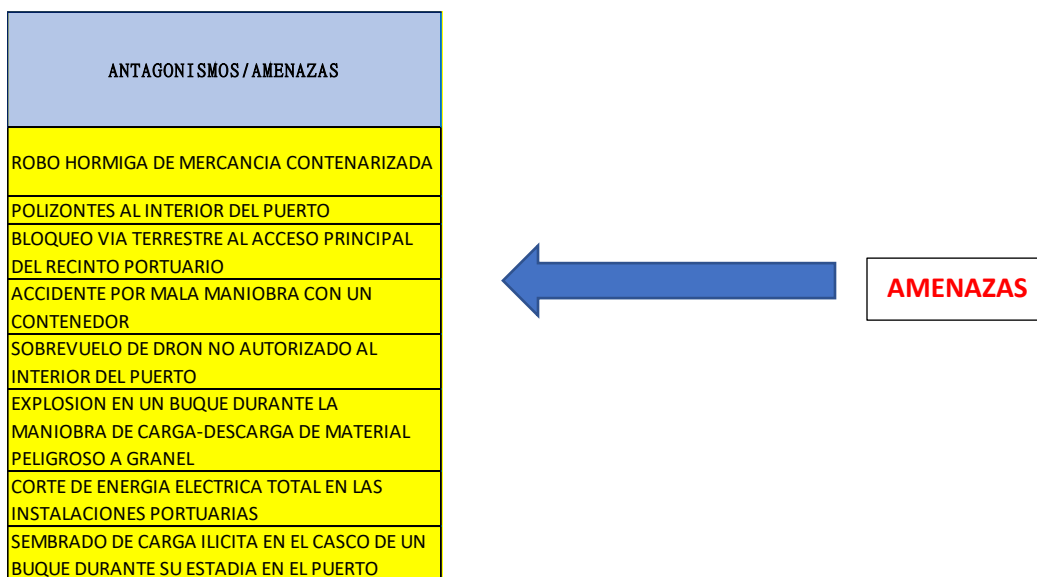 ANTAGONISMOS/AMENAZAS
ROBO HORMIGA DE MERCANCIA CONTENARIZADA
POLIZONTES AL INTERIOR DEL PUERTO
BLOQUEO VIA TERRESTRE AL ACCESO PRINCIPAL
DEL RECINTO PORTUARIO
ACCIDENTE POR MALA MANIOBRA CON UN
CONTENEDOR
SOBREVUELO DE DRON NO AUTORIZADO AL
INTERIOR DEL PUERTO
EXPLOSION EN UN BUQUE DURANTE LA
MANIOBRA DE CARGA-DESCARGA DE MATERIAL
PELIGROSO A GRANEL
CORTE DE ENERGIA ELECTRICA TOTAL EN LAS
INSTALACIONES PORTUARIAS
SEMBRADO DE CARGA ILICITA EN EL CASCO DE UN
BUQUE DURANTE SU ESTADIA EN EL PUERTO
AMENAZAS